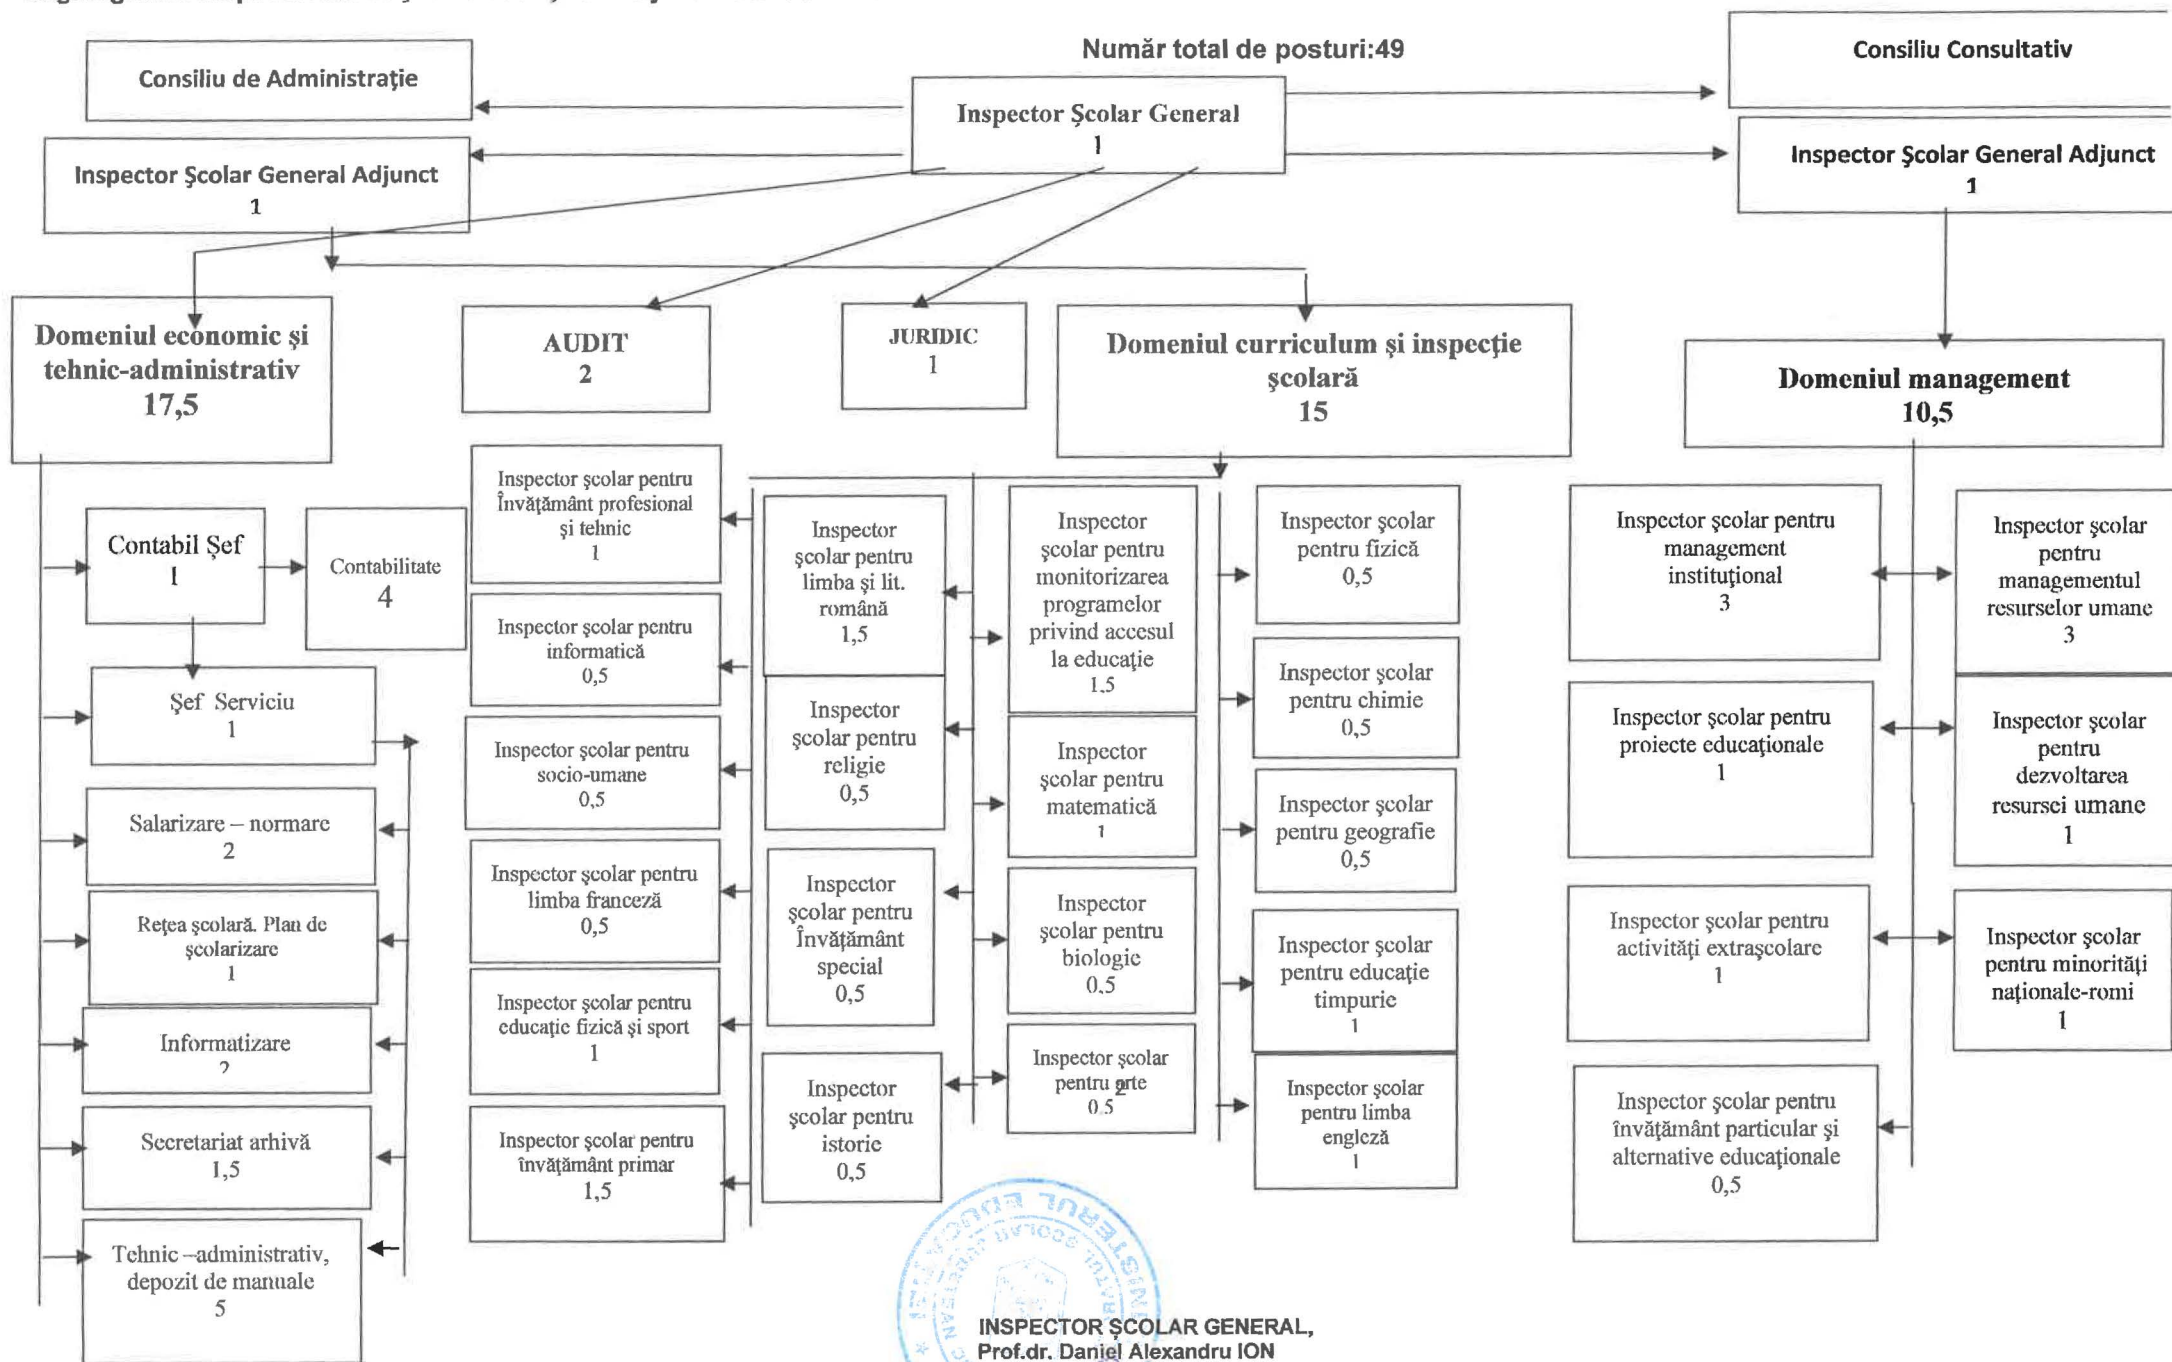 Număr total de posturi:49
Consiliu de Administrație
Consiliu Consultativ
Inspector Școlar General
1
Inspector Școlar General Adjunct
1
Inspector Școlar General Adjunct
1
Domeniul economic și
tehnic-administrativ
17,5
AUDIT
2
JURIDIC
1
Domeniul curriculum și inspecție
școlară
15
Domeniul management
10,5
Contabil Șef
1
Contabilitate
4
Șef Serviciu
1
Salarizare – normare
2
Rețea școlară. Plan de
școlarizare
1
Informatizare
2
Secretariat arhivă
1,5
Tehnic –administrativ,
depozit de manuale
5
Inspector școlar pentru
Învățământ profesional
și tehnic
1
Inspector școlar pentru
informatică
0,5
Inspector școlar pentru
socio-umane
0,5
Inspector școlar pentru
limba franceză
0,5
Inspector școlar pentru
educație fizică și sport
1
Inspector școlar pentru
învățământ primar
1,5
Inspector
școlar pentru
limba și lit.
română
1,5
Inspector
școlar pentru
religie
0,5
Inspector
școlar pentru
Învățământ
special
0,5
Inspector
școlar pentru
istorie
0,5
Inspector
școlar pentru
monitorizarea
programelor
privind accesul
la educație
1.5
Inspector
școlar pentru
matematică
1
Inspector
școlar pentru
biologie
0.5
Inspector școlar
pentru arte
2
0.5
Inspector școlar
pentru fizică
0,5
Inspector școlar
pentru chimie
0,5
Inspector școlar
pentru geografie
0,5
Inspector școlar
pentru educație
timpurie
1
Inspector școlar
pentru limba
engleză
1
Inspector școlar pentru
management
instituțional
3
Inspector școlar pentru
proiecte educaționale
1
Inspector școlar pentru
activități extrașcolare
1
Inspector școlar pentru
învățământ particular și
alternative educaționale
0,5
Inspector școlar
pentru
managementul
resurselor umane
3
Inspector școlar
pentru
dezvoltarea
resursei umane
1
Inspector școlar
pentru minorități
naționale-romi
1
INSPECTOR ȘCOLAR GENERAL,
Prof.dr. Daniel Alexandru ION